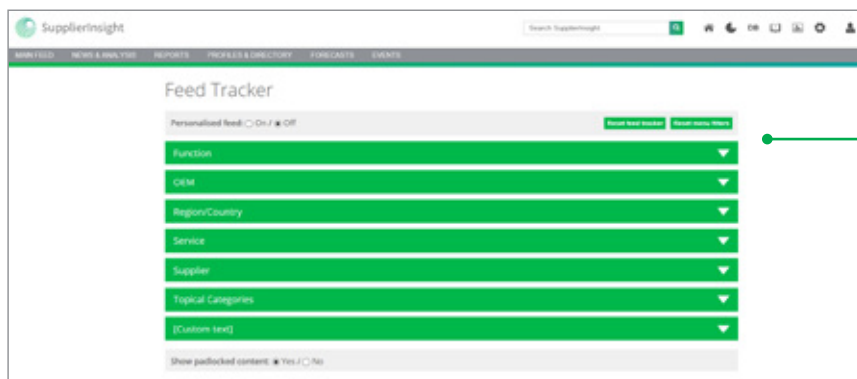 SupplierInsight
Search SupplierInsight
MAIN FEED NEWS & ANALYSIS REPORTS PROFILES & DIRECTORY FORECASTS EVENTS
Feed Tracker
Personalised feed: On / Off
Reset feed tracker Reset menu filters
Function
OEM
Region/Country
Service
Supplier
Topical Categories
[Custom text]
Show padlocked content: Yes / No